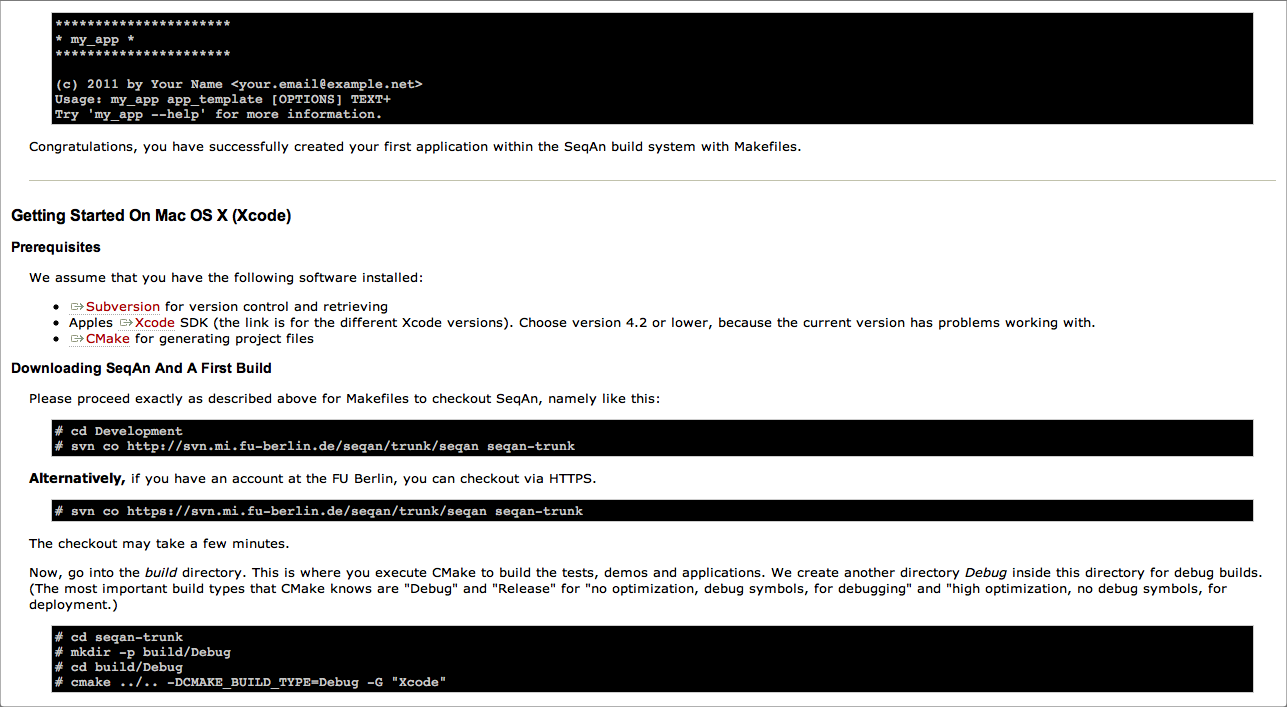 **********************
* my_app *
**********************
(c) 2011 by Your Name <your.email@example.net>
Usage: my_app app_template [OPTIONS] TEXT+
Try 'my_app --help' for more information.
Congratulations, you have successfully created your first application within the SeqAn build system with Makefiles.
Getting Started On Mac OS X (Xcode)
Prerequisites
We assume that you have the following software installed:
• Subversion for version control and retrieving
• Apples Xcode SDK (the link is for the different Xcode versions). Choose version 4.2 or lower, because the current version has problems working with.
• CMake for generating project files
Downloading SeqAn And A First Build
Please proceed exactly as described above for Makefiles to checkout SeqAn, namely like this:
# cd Development
# svn co http://svn.mi.fu-berlin.de/seqan/trunk/seqan seqan-trunk
Alternatively, if you have an account at the FU Berlin, you can checkout via HTTPS.
# svn co https://svn.mi.fu-berlin.de/seqan/trunk/seqan seqan-trunk
The checkout may take a few minutes.
Now, go into the build directory. This is where you execute CMake to build the tests, demos and applications. We create another directory Debug inside this directory for debug builds.
(The most important build types that CMake knows are "Debug" and "Release" for "no optimization, debug symbols, for debugging" and "high optimization, no debug symbols, for
deployment.)
# cd seqan-trunk
# mkdir -p build/Debug
# cd build/Debug
# cmake ../.. -DCMAKE_BUILD_TYPE=Debug -G "Xcode"